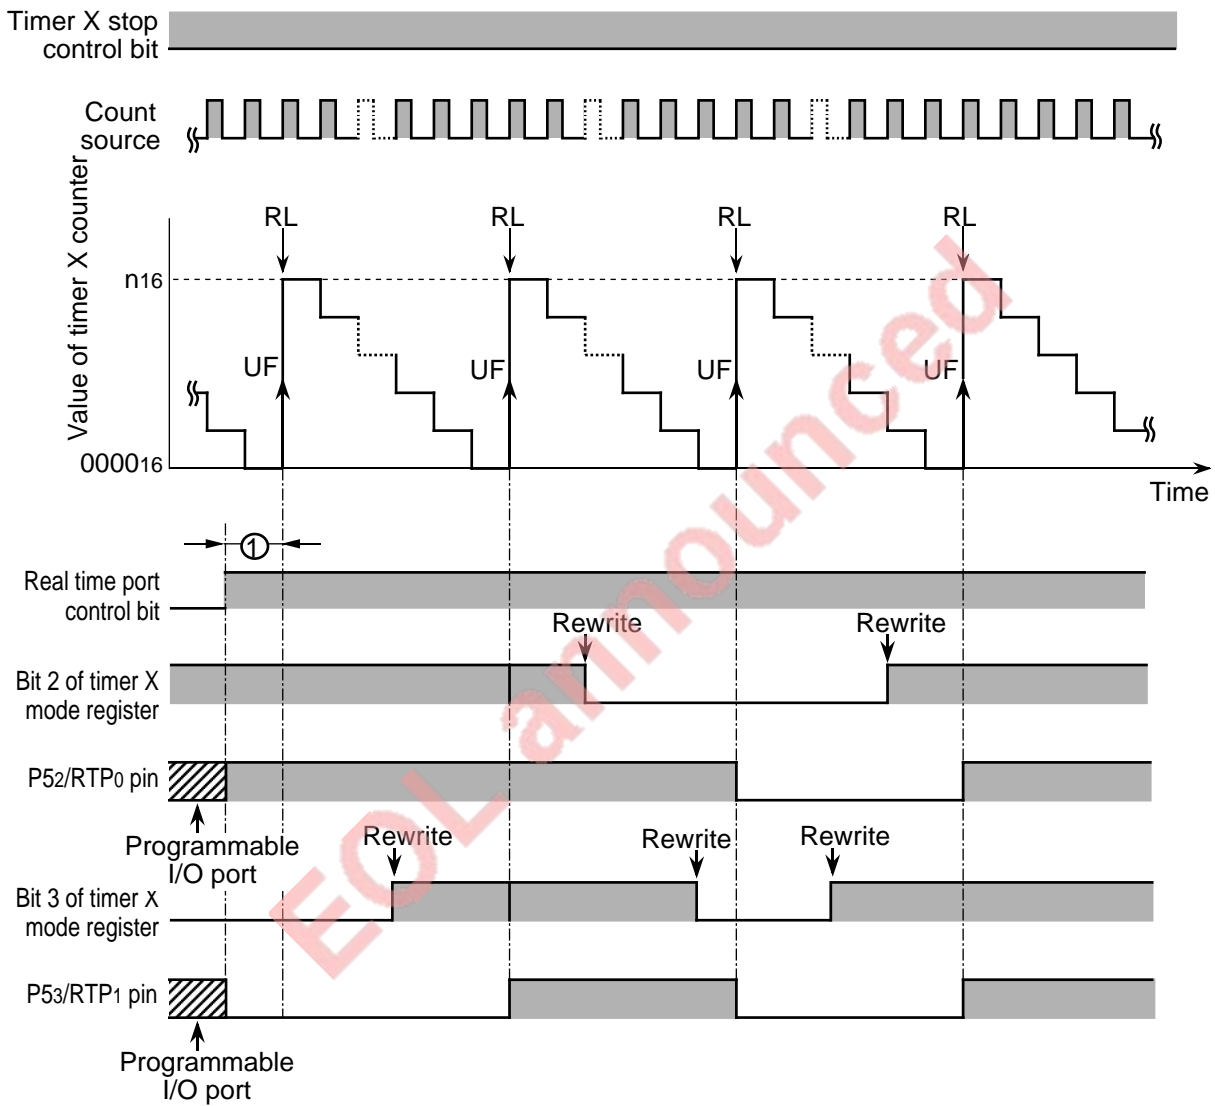 Timer X stop
control bit
Count
source
Value of timer X counter
RL RL RL RL
n16
UF UF UF UF
000016
Time
①
Real time port
control bit
Rewrite Rewrite
Bit 2 of timer X
mode register
P52/RTP0 pin
Programmable
I/O port
Rewrite Rewrite Rewrite
Bit 3 of timer X
mode register
P53/RTP1 pin
Programmable
I/O port
EOL announced